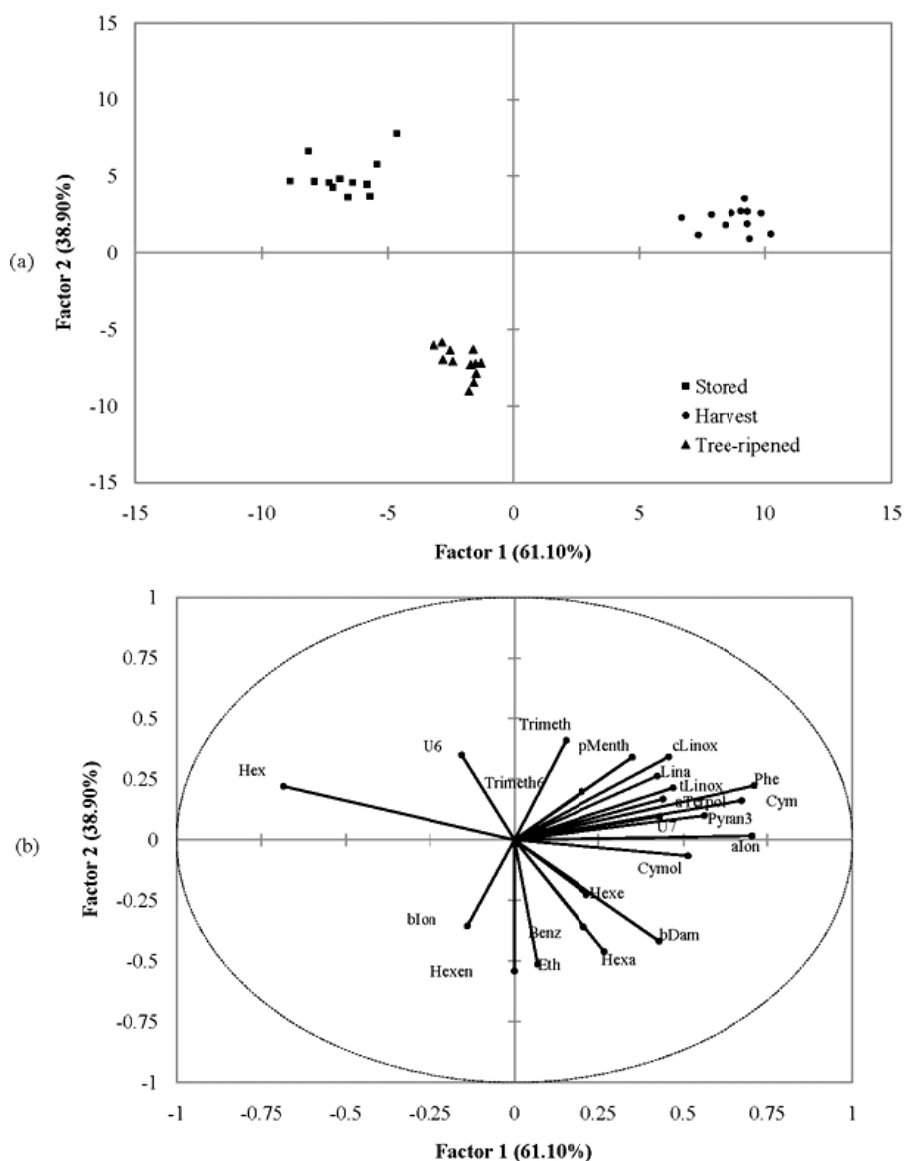 15
10
5
0
-5
-10
-15
Factor 2 (38.90%)
(a)
Stored
Harvest
Tree-ripened
-15 -10 -5 0 5 10 15
Factor 1 (61.10%)
1
0.75
0.5
0.25
0
-0.25
-0.5
-0.75
-1
Factor 2 (38.90%)
(b)
Trimeth
U6
pMenth
cLinox
Hex
Trimeth6
Lina
tLinox
Phe
aTerpol
Cym
U7
Pyran3
aIon
Cymol
Hexe
bIon
Benz
bDam
Hexen
Eth
Hexa
-1 -0.75 -0.5 -0.25 0 0.25 0.5 0.75 1
Factor 1 (61.10%)